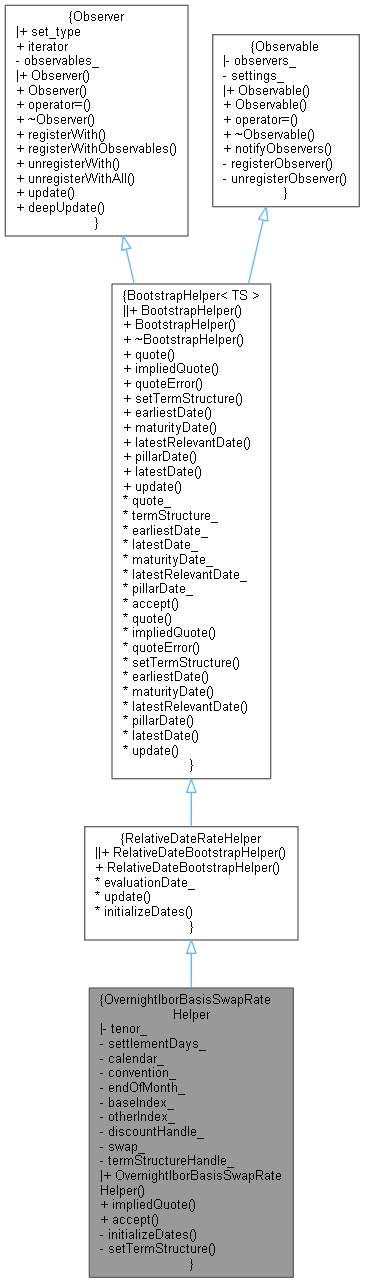 {Observer
|+ set_type
+ iterator
- observables_
|+ Observer()
+ Observer()
+ operator=()
+ ~Observer()
+ registerWith()
+ registerWithObservables()
+ unregisterWith()
+ unregisterWithAll()
+ update()
+ deepUpdate()
}
{Observable
|- observers_
- settings_
|+ Observable()
+ Observable()
+ operator=()
+ ~Observable()
+ notifyObservers()
- registerObserver()
- unregisterObserver()
}
{BootstrapHelper< TS >
||+ BootstrapHelper()
+ BootstrapHelper()
+ ~BootstrapHelper()
+ quote()
+ impliedQuote()
+ quoteError()
+ setTermStructure()
+ earliestDate()
+ maturityDate()
+ latestRelevantDate()
+ pillarDate()
+ latestDate()
+ update()
* quote_
* termStructure_
* earliestDate_
* latestDate_
* maturityDate_
* latestRelevantDate_
* pillarDate_
* accept()
* quote()
* impliedQuote()
* quoteError()
* setTermStructure()
* earliestDate()
* maturityDate()
* latestRelevantDate()
* pillarDate()
* latestDate()
* update()
}
{RelativeDateRateHelper
||+ RelativeDateBootstrapHelper()
+ RelativeDateBootstrapHelper()
* evaluationDate_
* update()
* initializeDates()
}
{OvernightIborBasisSwapRate
Helper
|- tenor_
- settlementDays_
- calendar_
- convention_
- endOfMonth_
- baseIndex_
- otherIndex_
- discountHandle_
- swap_
- termStructureHandle_
|+ OvernightIborBasisSwapRate
Helper()
+ impliedQuote()
+ accept()
- initializeDates()
- setTermStructure()
}